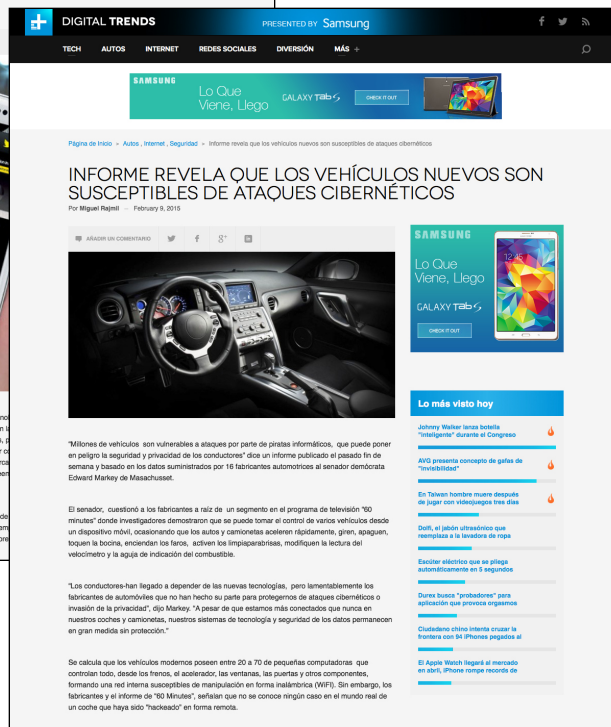 DIGITAL TRENDS
PRESENTED BY Samsung
TECH AUTOS INTERNET REDES SOCIALES DIVERSIÓN MÁS +
SAMSUNG
Lo Que
Viene, Llego
GALAXY Tab S
CHECK IT OUT
Página de Inicio » Autos , Internet , Seguridad » Informe revela que los vehículos nuevos son susceptibles de ataques cibernéticos
INFORME REVELA QUE LOS VEHÍCULOS NUEVOS SON
SUSCEPTIBLES DE ATAQUES CIBERNÉTICOS
Por Miguel Rajmil — February 9, 2015
AÑADIR UN COMENTARIO
"Millones de vehículos son vulnerables a ataques por parte de piratas informáticos, que puede poner
en peligro la seguridad y privacidad de los conductores" dice un informe publicado el pasado fin de
semana y basado en los datos suministrados por 16 fabricantes automotrices al senador demócrata
Edward Markey de Masachusset.
El senador, cuestionó a los fabricantes a raíz de un segmento en el programa de televisión "60
minutes" donde investigadores demostraron que se puede tomar el control de varios vehículos desde
un dispositivo móvil, ocasionando que los autos y camionetas aceleren rápidamente, giren, apaguen,
toquen la bocina, enciendan los faros, activen los limpiaparabrisas, modifiquen la lectura del
velocímetro y la aguja de indicación del combustible.
"Los conductores-han llegado a depender de las nuevas tecnologías, pero lamentablemente los
fabricantes de automóviles que no han hecho su parte para protegernos de ataques cibernéticos o
invasión de la privacidad", dijo Markey. "A pesar de que estamos más conectados que nunca en
nuestros coches y camionetas, nuestros sistemas de tecnología y seguridad de los datos permanecen
en gran medida sin protección."
Se calcula que los vehículos modernos poseen entre 20 a 70 de pequeñas computadoras que
controlan todo, desde los frenos, el acelerador, las ventanas, las puertas y otros componentes,
formando una red interna susceptibles de manipulación en forma inalámbrica (WiFI). Sin embargo, los
fabricantes y el informe de "60 Minutes", señalan que no se conoce ningún caso en el mundo real de
un coche que haya sido "hackeado" en forma remota.
SAMSUNG
Lo Que
Viene, Llego
GALAXY Tab S
CHECK IT OUT
12:45
Lo más visto hoy
Johnny Walker lanza botella
"inteligente" durante el Congreso
AVG presenta concepto de gafas de
"invisibilidad"
En Taiwan hombre muere después
de jugar con videojuegos tres días
Dolfi, el jabón ultrasónico que
reemplaza a la lavadora de ropa
Escúter eléctrico que se pliega
automáticamente en 5 segundos
Durex busca "probadores" para
aplicación que provoca orgasmos
Ciudadano chino intenta cruzar la
frontera con 94 iPhones pegados al
El Apple Watch llegará al mercado
en abril, iPhone rompe records de